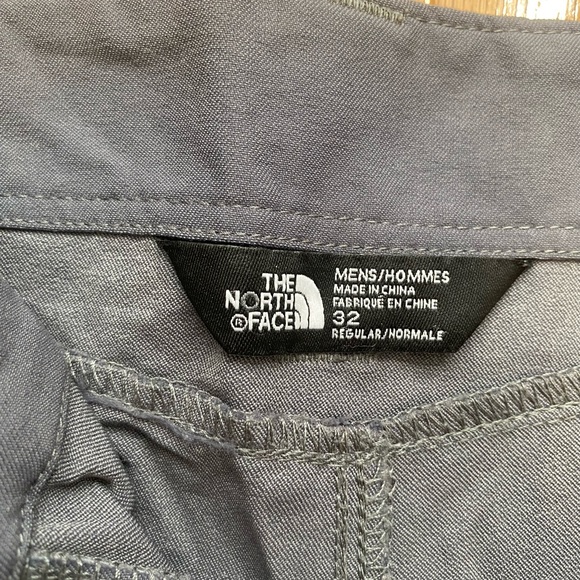 THE
NORTH
®FACE
MENS/HOMMES
MADE IN CHINA
FABRIQUÉ EN CHINE
32
REGULAR/NORMALE